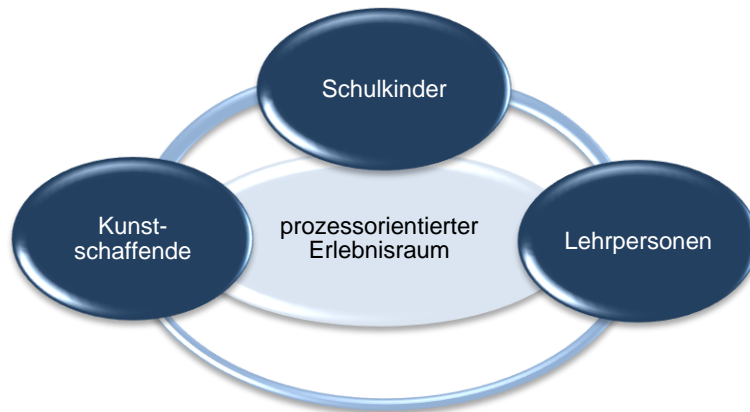 Schulkinder
Kunst-
schaffende
prozessorientierter
Erlebnisraum
Lehrpersonen